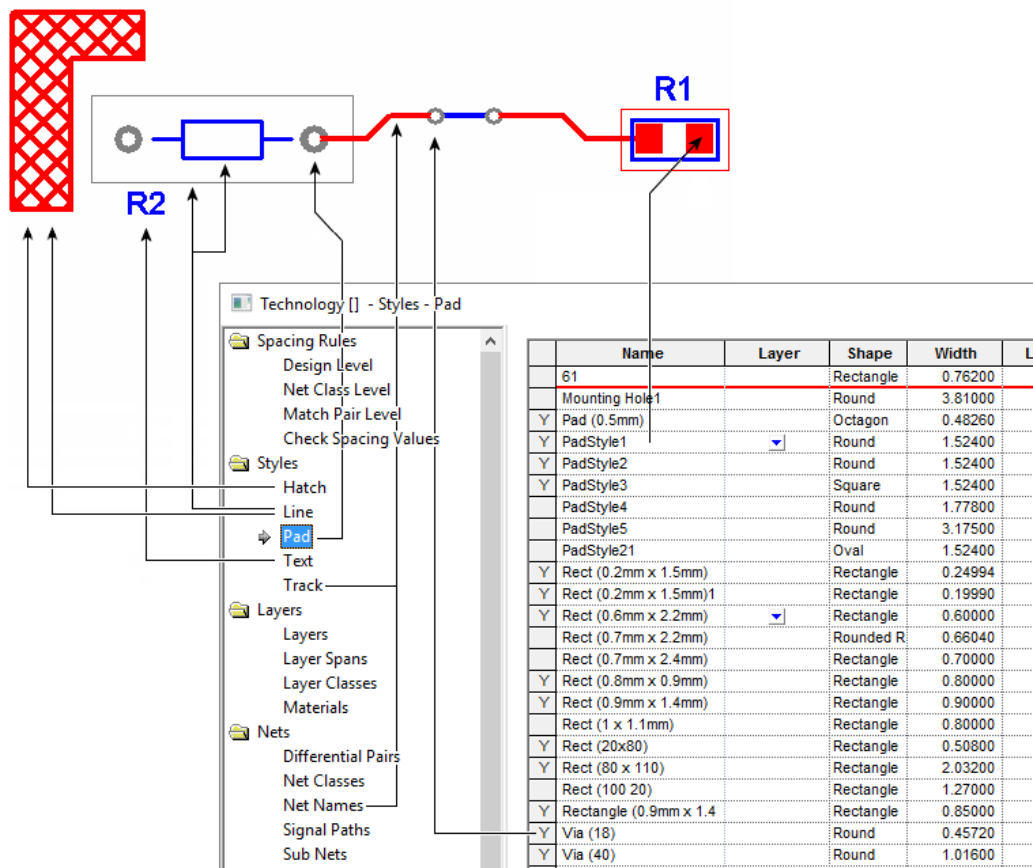 R1
R2
Technology [] - Styles - Pad
Spacing Rules
Design Level
Net Class Level
Match Pair Level
Check Spacing Values
Styles
Hatch
Line
Pad
Text
Track
Layers
Layers
Layer Spans
Layer Classes
Materials
Nets
Differential Pairs
Net Classes
Net Names
Signal Paths
Sub Nets
Name Layer Shape Width L
61 Rectangle 0.76200
Mounting Hole1 Round 3.81000
Y Pad (0.5mm) Octagon 0.48260
Y PadStyle1 Round 1.52400
Y PadStyle2 Round 1.52400
Y PadStyle3 Square 1.52400
PadStyle4 Round 1.77800
PadStyle5 Round 3.17500
PadStyle21 Oval 1.52400
Y Rect (0.2mm x 1.5mm) Rectangle 0.24994
Y Rect (0.2mm x 1.5mm)1 Rectangle 0.19990
Y Rect (0.6mm x 2.2mm) Rectangle 0.60000
Rect (0.7mm x 2.2mm) Rounded R 0.66040
Rect (0.7mm x 2.4mm) Rectangle 0.70000
Y Rect (0.8mm x 0.9mm) Rectangle 0.80000
Y Rect (0.9mm x 1.4mm) Rectangle 0.90000
Rect (1 x 1.1mm) Rectangle 0.80000
Y Rect (20x80) Rectangle 0.50800
Y Rect (80 x 110) Rectangle 2.03200
Rect (100 20) Rectangle 1.27000
Y Rectangle (0.9mm x 1.4 Rectangle 0.85000
Y Via (18) Round 0.45720
Y Via (40) Round 1.01600